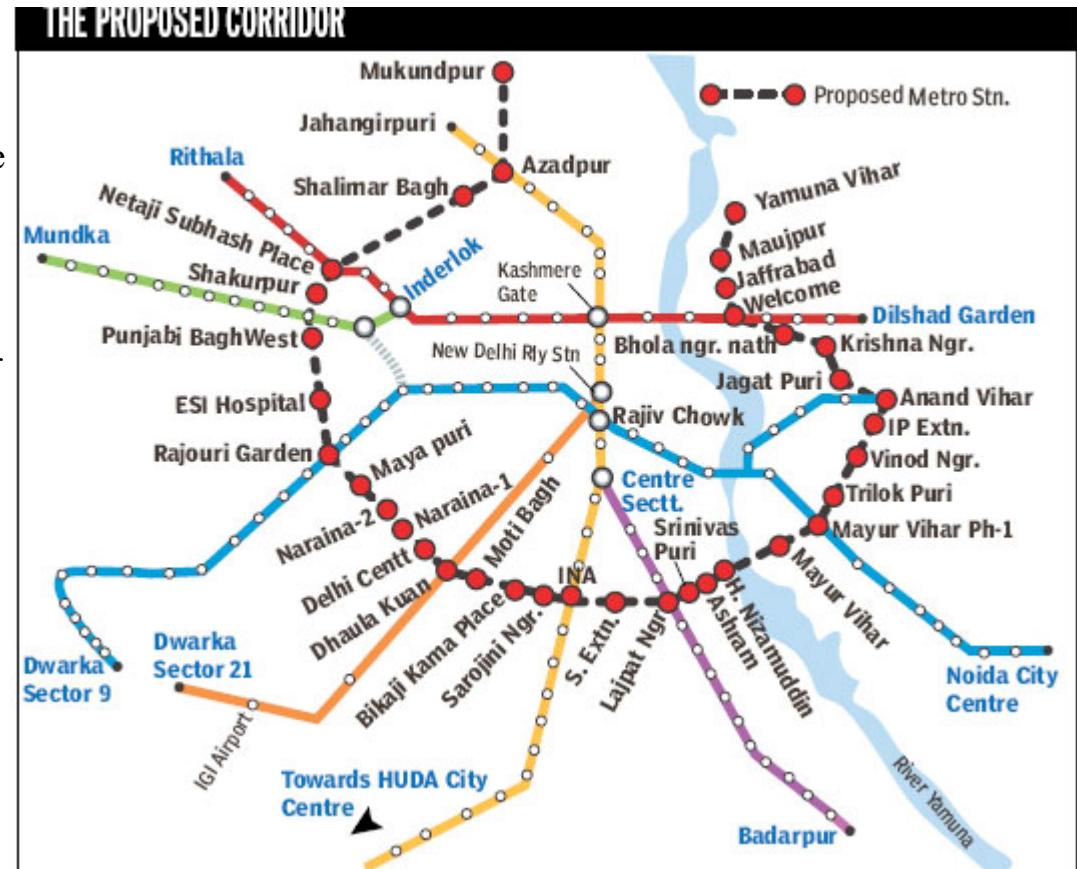 THE PROPOSED CORRIDOR
Mukundpur
Proposed Metro Stn.
Jahangirpuri
Azadpur
Rithala
Shalimar Bagh
Yamuna Vihar
Netaji Subhash Place
Mundka
Maujpur
Shakurpur
Inderlok
Kashmere
Gate
Jaffrabad
Welcome
Dilshad Garden
Punjabi BaghWest
New Delhi Rly Stn
Bhola ngr. nath
Krishna Ngr.
Jagat Puri
ESI Hospital
Rajiv Chowk
Anand Vihar
IP Extn.
Rajouri Garden
Maya puri
Vinod Ngr.
Centre
Sectt.
Naraina-1
Trilok Puri
Naraina-2
Moti Bagh
Srinivas
Puri
Mayur Vihar Ph-1
Delhi Centt
INA
Mayur Vihar
Dhaula Kuan
H. Nizamuddin
Ashram
Bikaji Kama Place
Sarojini Ngr.
S. Extn.
Lajpat Ngr
Dwarka
Sector 9
Dwarka
Sector 21
Noida City
Centre
IGI Airport
Towards HUDA City
Centre
River Yamuna
Badarpur